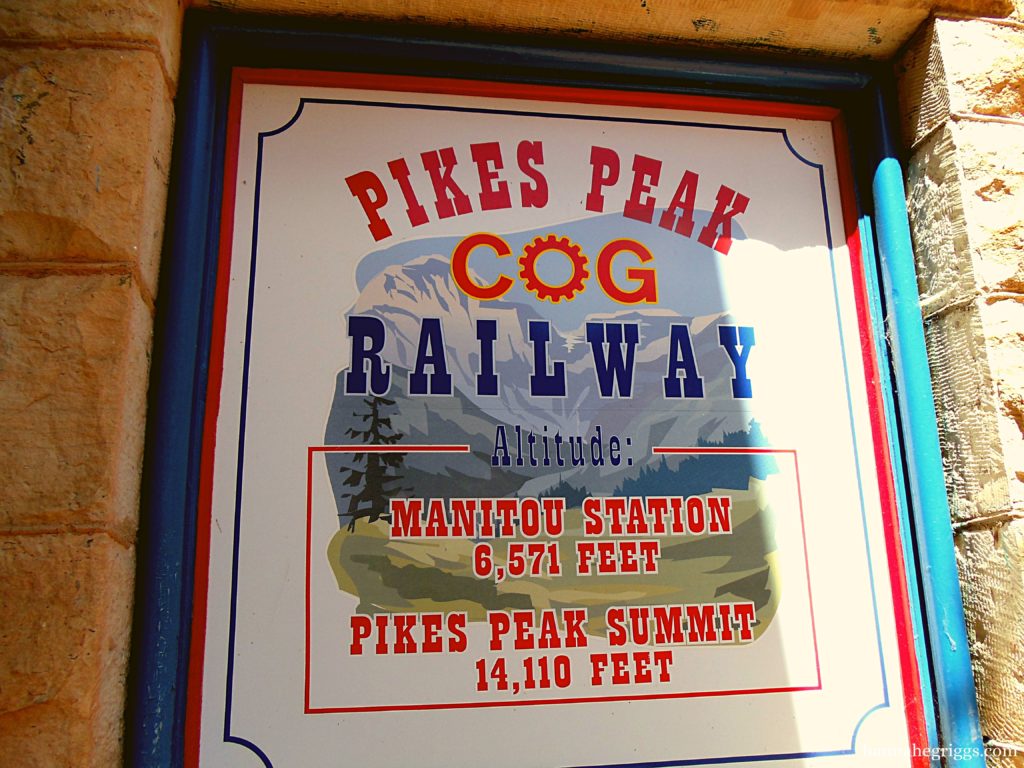 PIKES PEAK
COG
RAILWAY
Altitude:
MANITOU STATION
6,571 FEET
PIKES PEAK SUMMIT
14,110 FEET